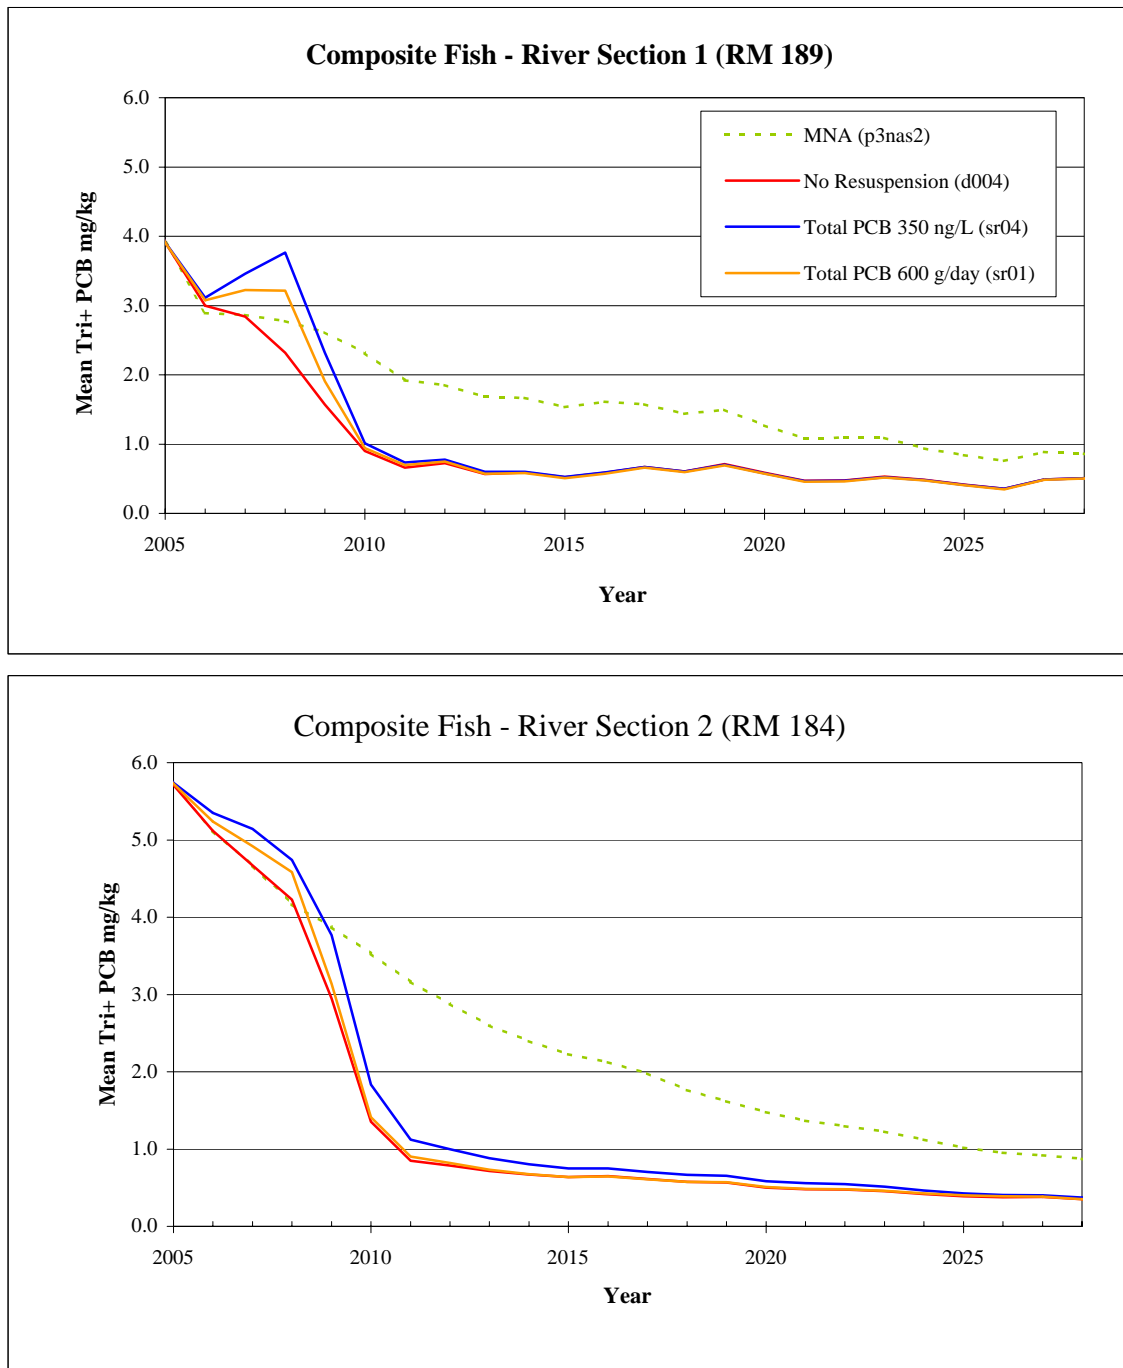 Composite Fish - River Section 1 (RM 189)
6.0
5.0
4.0
3.0
2.0
1.0
0.0
Mean Tri+ PCB mg/kg
MNA (p3nas2)
No Resuspension (d004)
Total PCB 350 ng/L (sr04)
Total PCB 600 g/day (sr01)
2005 2010 2015 2020 2025
Year
Composite Fish - River Section 2 (RM 184)
6.0
5.0
4.0
3.0
2.0
1.0
0.0
Mean Tri+ PCB mg/kg
2005 2010 2015 2020 2025
Year